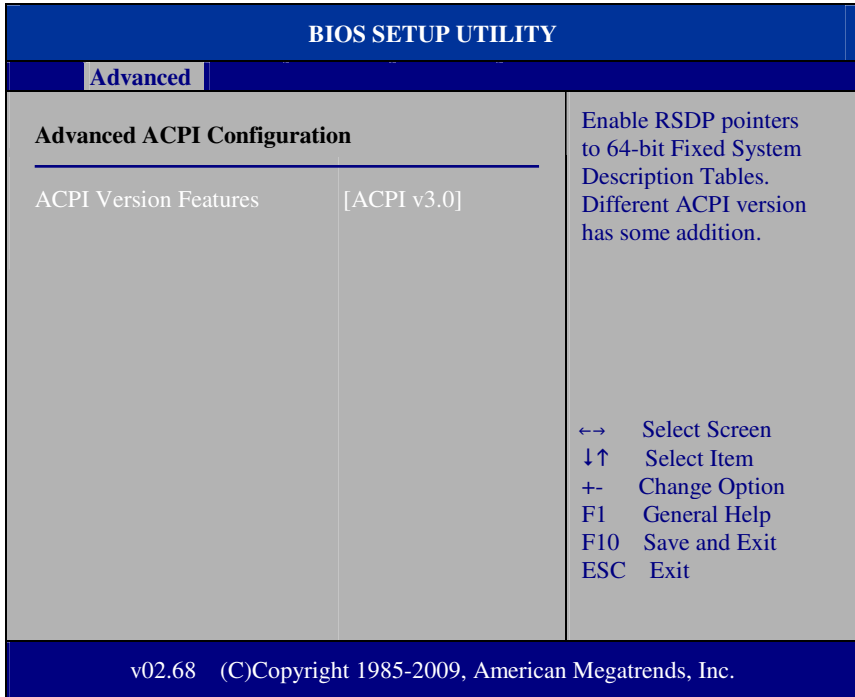 BIOS SETUP UTILITY
Advanced
Advanced ACPI Configuration
ACPI Version Features [ACPI v3.0]
Enable RSDP pointers
to 64-bit Fixed System
Description Tables.
Different ACPI version
has some addition.
←→ Select Screen
↓↑ Select Item
+- Change Option
F1 General Help
F10 Save and Exit
ESC Exit
v02.68 (C)Copyright 1985-2009, American Megatrends, Inc.